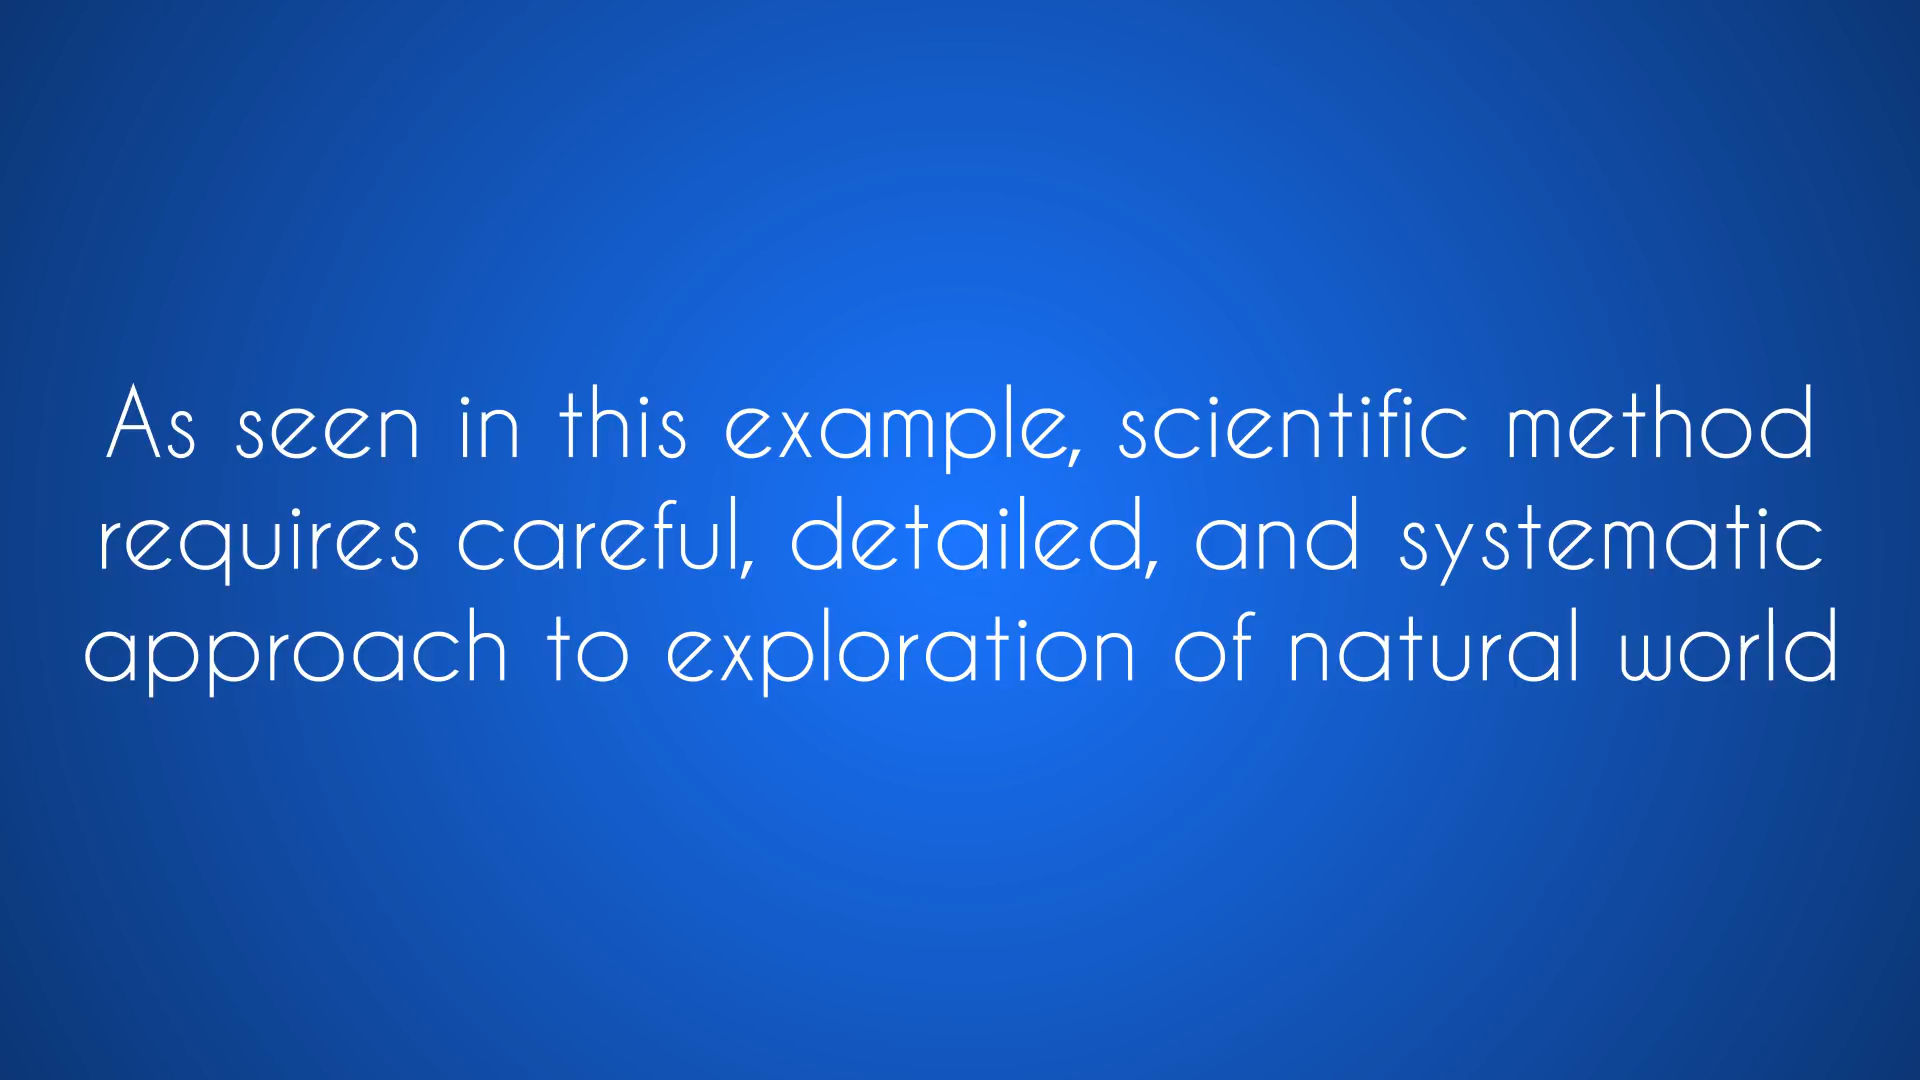 As seen in this example, scientific method
requires careful, detailed, and systematic
approach to exploration of natural world